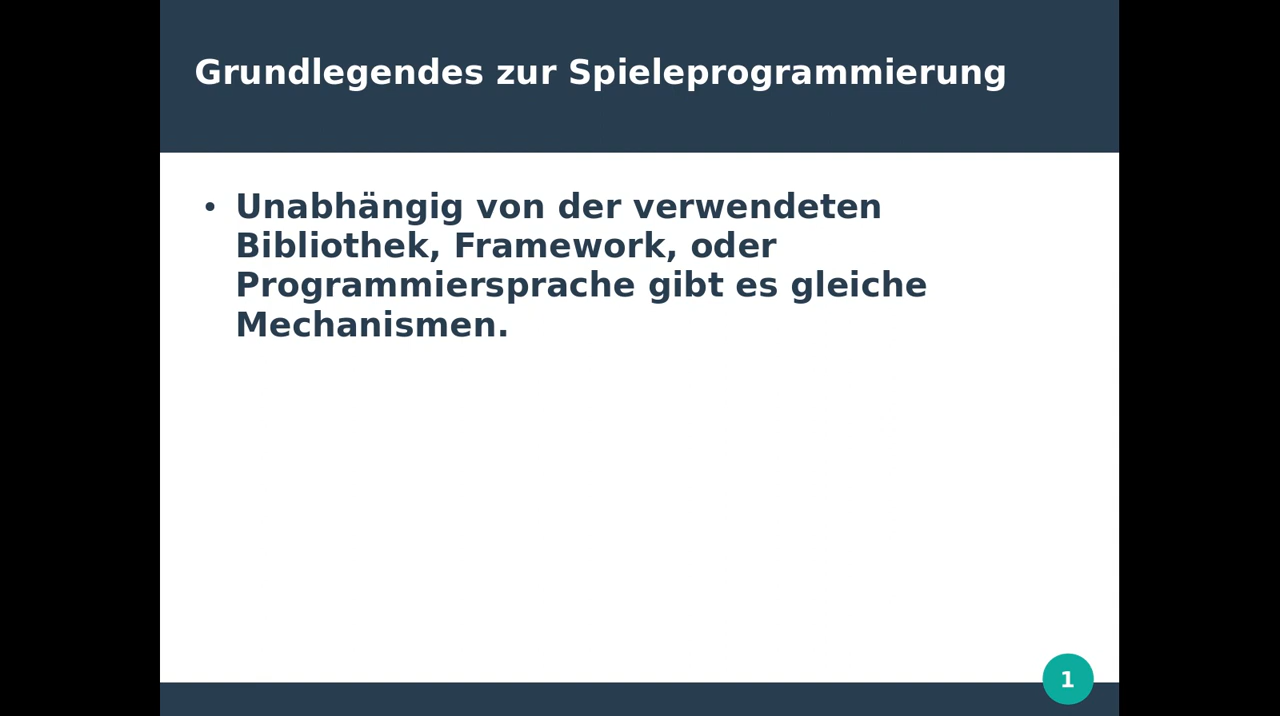 Grundlegendes zur Spieleprogrammierung
• Unabhängig von der verwendeten
Bibliothek, Framework, oder
Programmiersprache gibt es gleiche
Mechanismen.
1